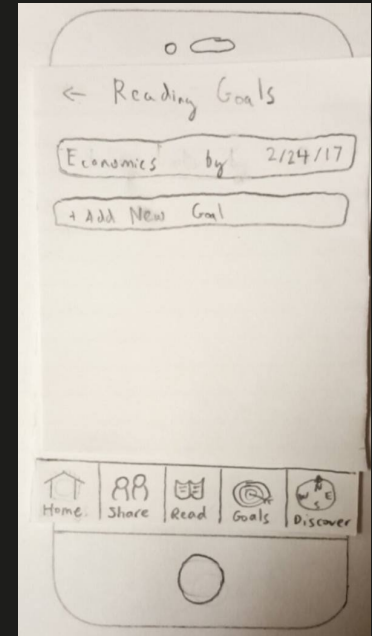 ← Reading Goals
Economics by 2/24/17
+ Add New Goal
Home. Share Read Goals Discover
N
W E
S